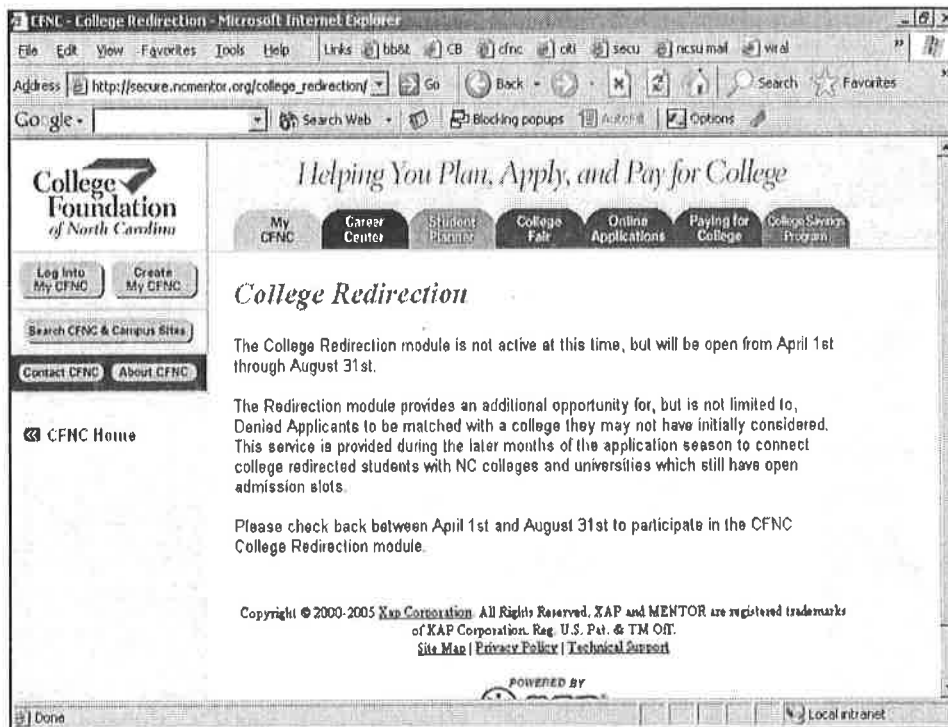 CFNC - College Redirection - Microsoft Internet Explorer
File Edit View Favorites Tools Help Links bb&t CB cfnc citi secu ncsu mail wral »
Address http://secure.ncmentor.org/college_redirection/ Go Back Search Favorites »
Google Search Web Blocking popups AutoFill Options
College
Foundation
of North Carolina
Helping You Plan, Apply, and Pay for College
My
CFNC
Career
Center
Student
Planner
College
Fair
Online
Applications
Paying for
College
College Savings
Program
Log Into
My CFNC
Create
My CFNC
Search CFNC & Campus Sites
Contact CFNC About CFNC
CFNC Home
College Redirection
The College Redirection module is not active at this time, but will be open from April 1st
through August 31st.
The Redirection module provides an additional opportunity for, but is not limited to,
Denied Applicants to be matched with a college they may not have initially considered.
This service is provided during the later months of the application season to connect
college redirected students with NC colleges and universities which still have open
admission slots.
Please check back between April 1st and August 31st to participate in the CFNC
College Redirection module.
Copyright © 2000-2005 Xap Corporation. All Rights Reserved. XAP and MENTOR are registered trademarks
of XAP Corporation. Reg. U.S. Pat. & TM Off.
Site Map | Privacy Policy | Technical Support
POWERED BY
Done Local intranet